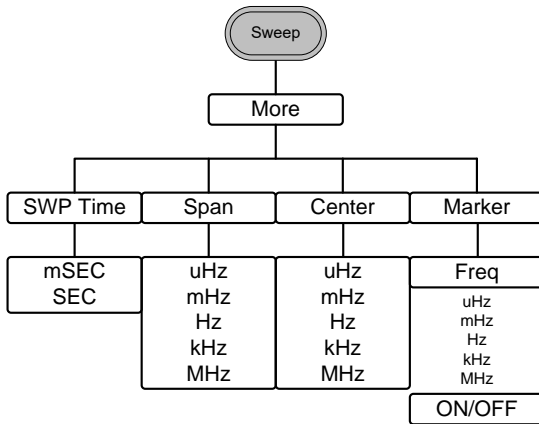 Sweep
More
SWP Time
Span
Center
Marker
mSEC
SEC
uHz
mHz
Hz
kHz
MHz
uHz
mHz
Hz
kHz
MHz
Freq
uHz
mHz
Hz
kHz
MHz
ON/OFF